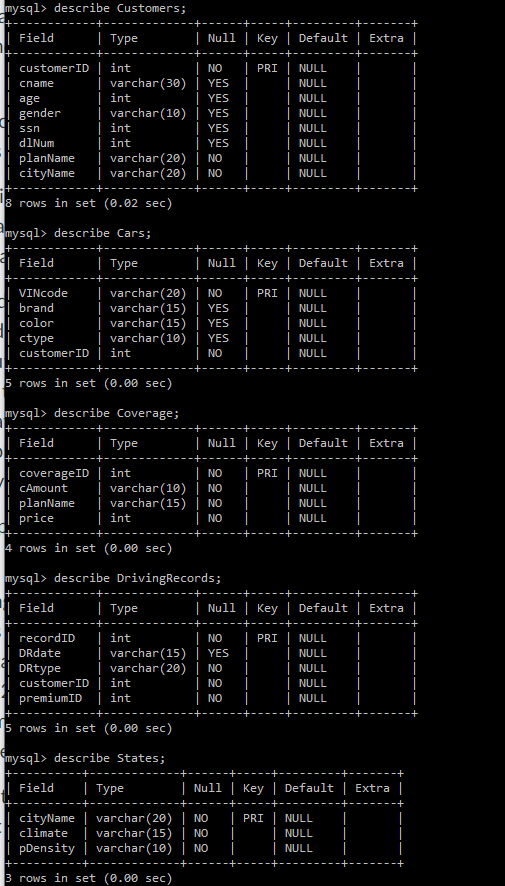 mysql> describe Customers;
+------------+-------------+------+-----+---------+-------+
| Field      | Type        | Null | Key | Default | Extra |
+------------+-------------+------+-----+---------+-------+
| customerID | int         | NO   | PRI | NULL    |       |
| cname      | varchar(30) | YES  |     | NULL    |       |
| age        | int         | YES  |     | NULL    |       |
| gender     | varchar(10) | YES  |     | NULL    |       |
| ssn        | int         | YES  |     | NULL    |       |
| dlNum      | int         | YES  |     | NULL    |       |
| planName   | varchar(20) | NO   |     | NULL    |       |
| cityName   | varchar(20) | NO   |     | NULL    |       |
+------------+-------------+------+-----+---------+-------+
8 rows in set (0.02 sec)
mysql> describe Cars;
+------------+-------------+------+-----+---------+-------+
| Field      | Type        | Null | Key | Default | Extra |
+------------+-------------+------+-----+---------+-------+
| VINcode    | varchar(20) | NO   | PRI | NULL    |       |
| brand      | varchar(15) | YES  |     | NULL    |       |
| color      | varchar(15) | YES  |     | NULL    |       |
| ctype      | varchar(10) | YES  |     | NULL    |       |
| customerID | int         | NO   |     | NULL    |       |
+------------+-------------+------+-----+---------+-------+
5 rows in set (0.00 sec)
mysql> describe Coverage;
+------------+-------------+------+-----+---------+-------+
| Field      | Type        | Null | Key | Default | Extra |
+------------+-------------+------+-----+---------+-------+
| coverageID | int         | NO   | PRI | NULL    |       |
| cAmount    | varchar(10) | NO   |     | NULL    |       |
| planName   | varchar(15) | NO   |     | NULL    |       |
| price      | int         | NO   |     | NULL    |       |
+------------+-------------+------+-----+---------+-------+
4 rows in set (0.00 sec)
mysql> describe DrivingRecords;
+------------+-------------+------+-----+---------+-------+
| Field      | Type        | Null | Key | Default | Extra |
+------------+-------------+------+-----+---------+-------+
| recordID   | int         | NO   | PRI | NULL    |       |
| DRdate     | varchar(15) | YES  |     | NULL    |       |
| DRtype     | varchar(20) | NO   |     | NULL    |       |
| customerID | int         | NO   |     | NULL    |       |
| premiumID  | int         | NO   |     | NULL    |       |
+------------+-------------+------+-----+---------+-------+
5 rows in set (0.00 sec)
mysql> describe States;
+----------+-------------+------+-----+---------+-------+
| Field    | Type        | Null | Key | Default | Extra |
+----------+-------------+------+-----+---------+-------+
| cityName | varchar(20) | NO   | PRI | NULL    |       |
| climate  | varchar(15) | NO   |     | NULL    |       |
| pDensity | varchar(10) | NO   |     | NULL    |       |
+----------+-------------+------+-----+---------+-------+
3 rows in set (0.00 sec)